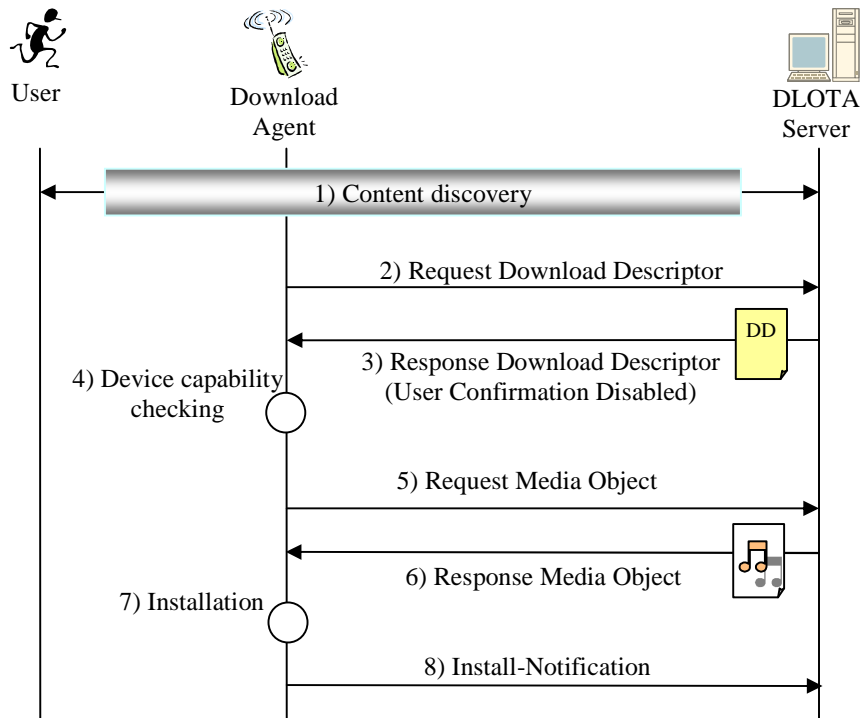 User
Download
Agent
DLOTA
Server
1) Content discovery
2) Request Download Descriptor
DD
3) Response Download Descriptor
(User Confirmation Disabled)
4) Device capability
checking
5) Request Media Object
6) Response Media Object
7) Installation
8) Install-Notification